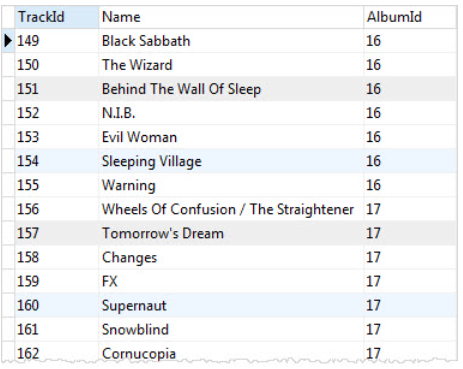 TrackId Name AlbumId
149 Black Sabbath 16
150 The Wizard 16
151 Behind The Wall Of Sleep 16
152 N.I.B. 16
153 Evil Woman 16
154 Sleeping Village 16
155 Warning 16
156 Wheels Of Confusion / The Straightener 17
157 Tomorrow's Dream 17
158 Changes 17
159 FX 17
160 Supernaut 17
161 Snowblind 17
162 Cornucopia 17